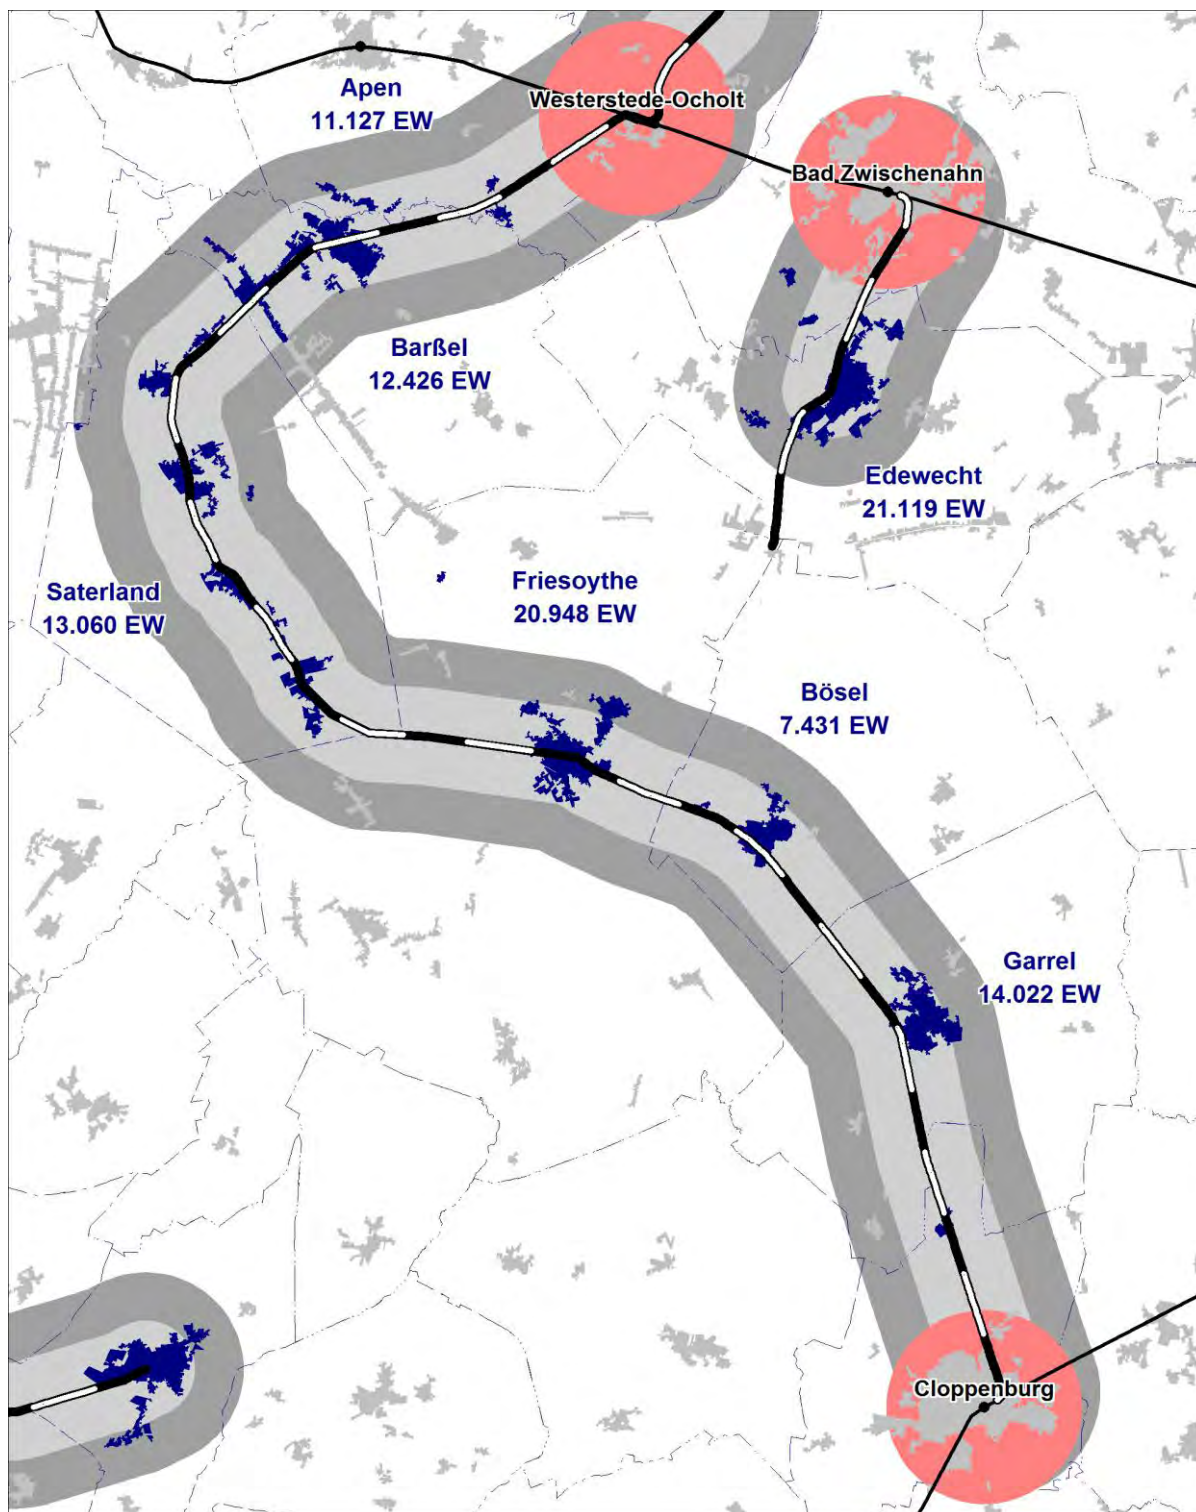 Apen
11.127 EW
Westerstede-Ocholt
Bad Zwischenahn
Barßel
12.426 EW
Edewecht
21.119 EW
Saterland
13.060 EW
Friesoythe
20.948 EW
Bösel
7.431 EW
Garrel
14.022 EW
Cloppenburg